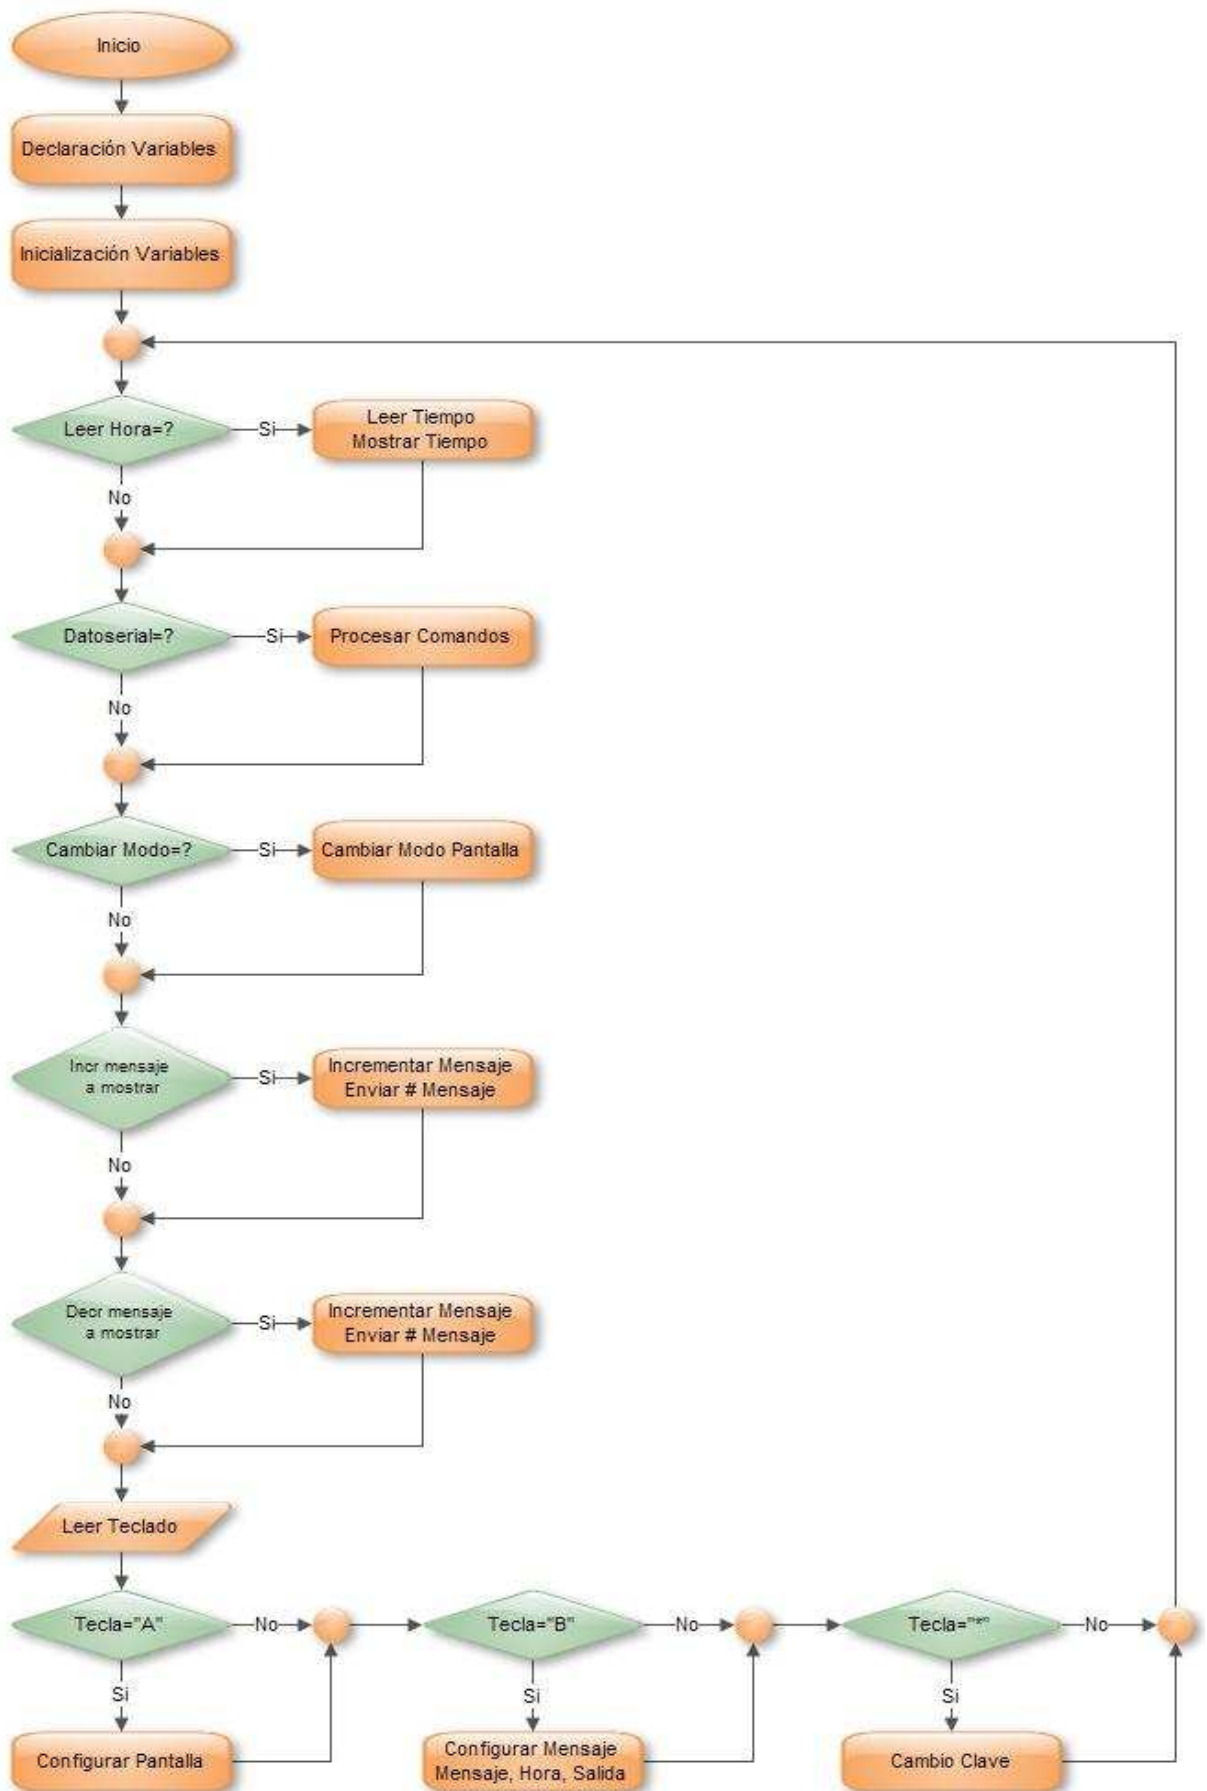 Inicio
Declaración Variables
Inicialización Variables
Leer Hora=?
Si
Leer Tiempo
Mostrar Tiempo
No
Datoserial=?
Si
Procesar Comandos
No
Cambiar Modo=?
Si
Cambiar Modo Pantalla
No
Incr mensaje
a mostrar
Si
Incrementar Mensaje
Enviar # Mensaje
No
Decr mensaje
a mostrar
Si
Incrementar Mensaje
Enviar # Mensaje
No
Leer Teclado
Tecla="A"
No
Tecla="B"
No
Tecla="*"
No
Si
Si
Si
Configurar Pantalla
Configurar Mensaje
Mensaje, Hora, Salida
Cambio Clave